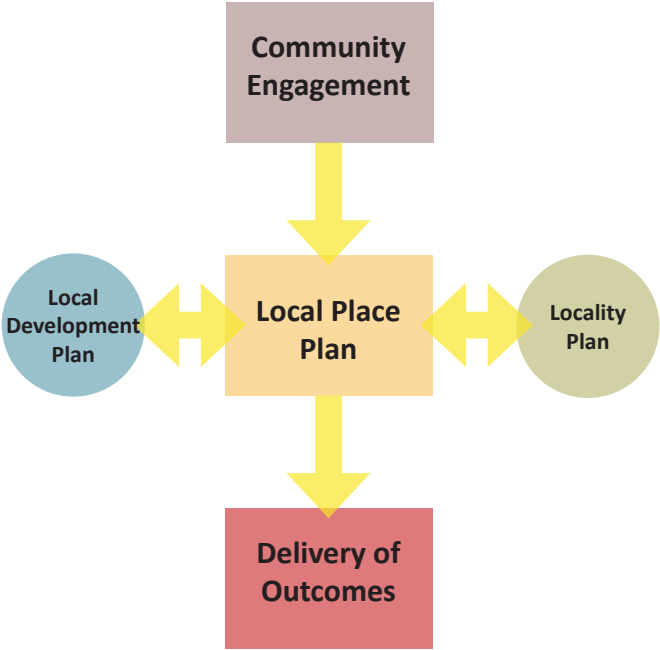 Community
Engagement
Local
Development
Plan
Local Place
Plan
Locality
Plan
Delivery of
Outcomes